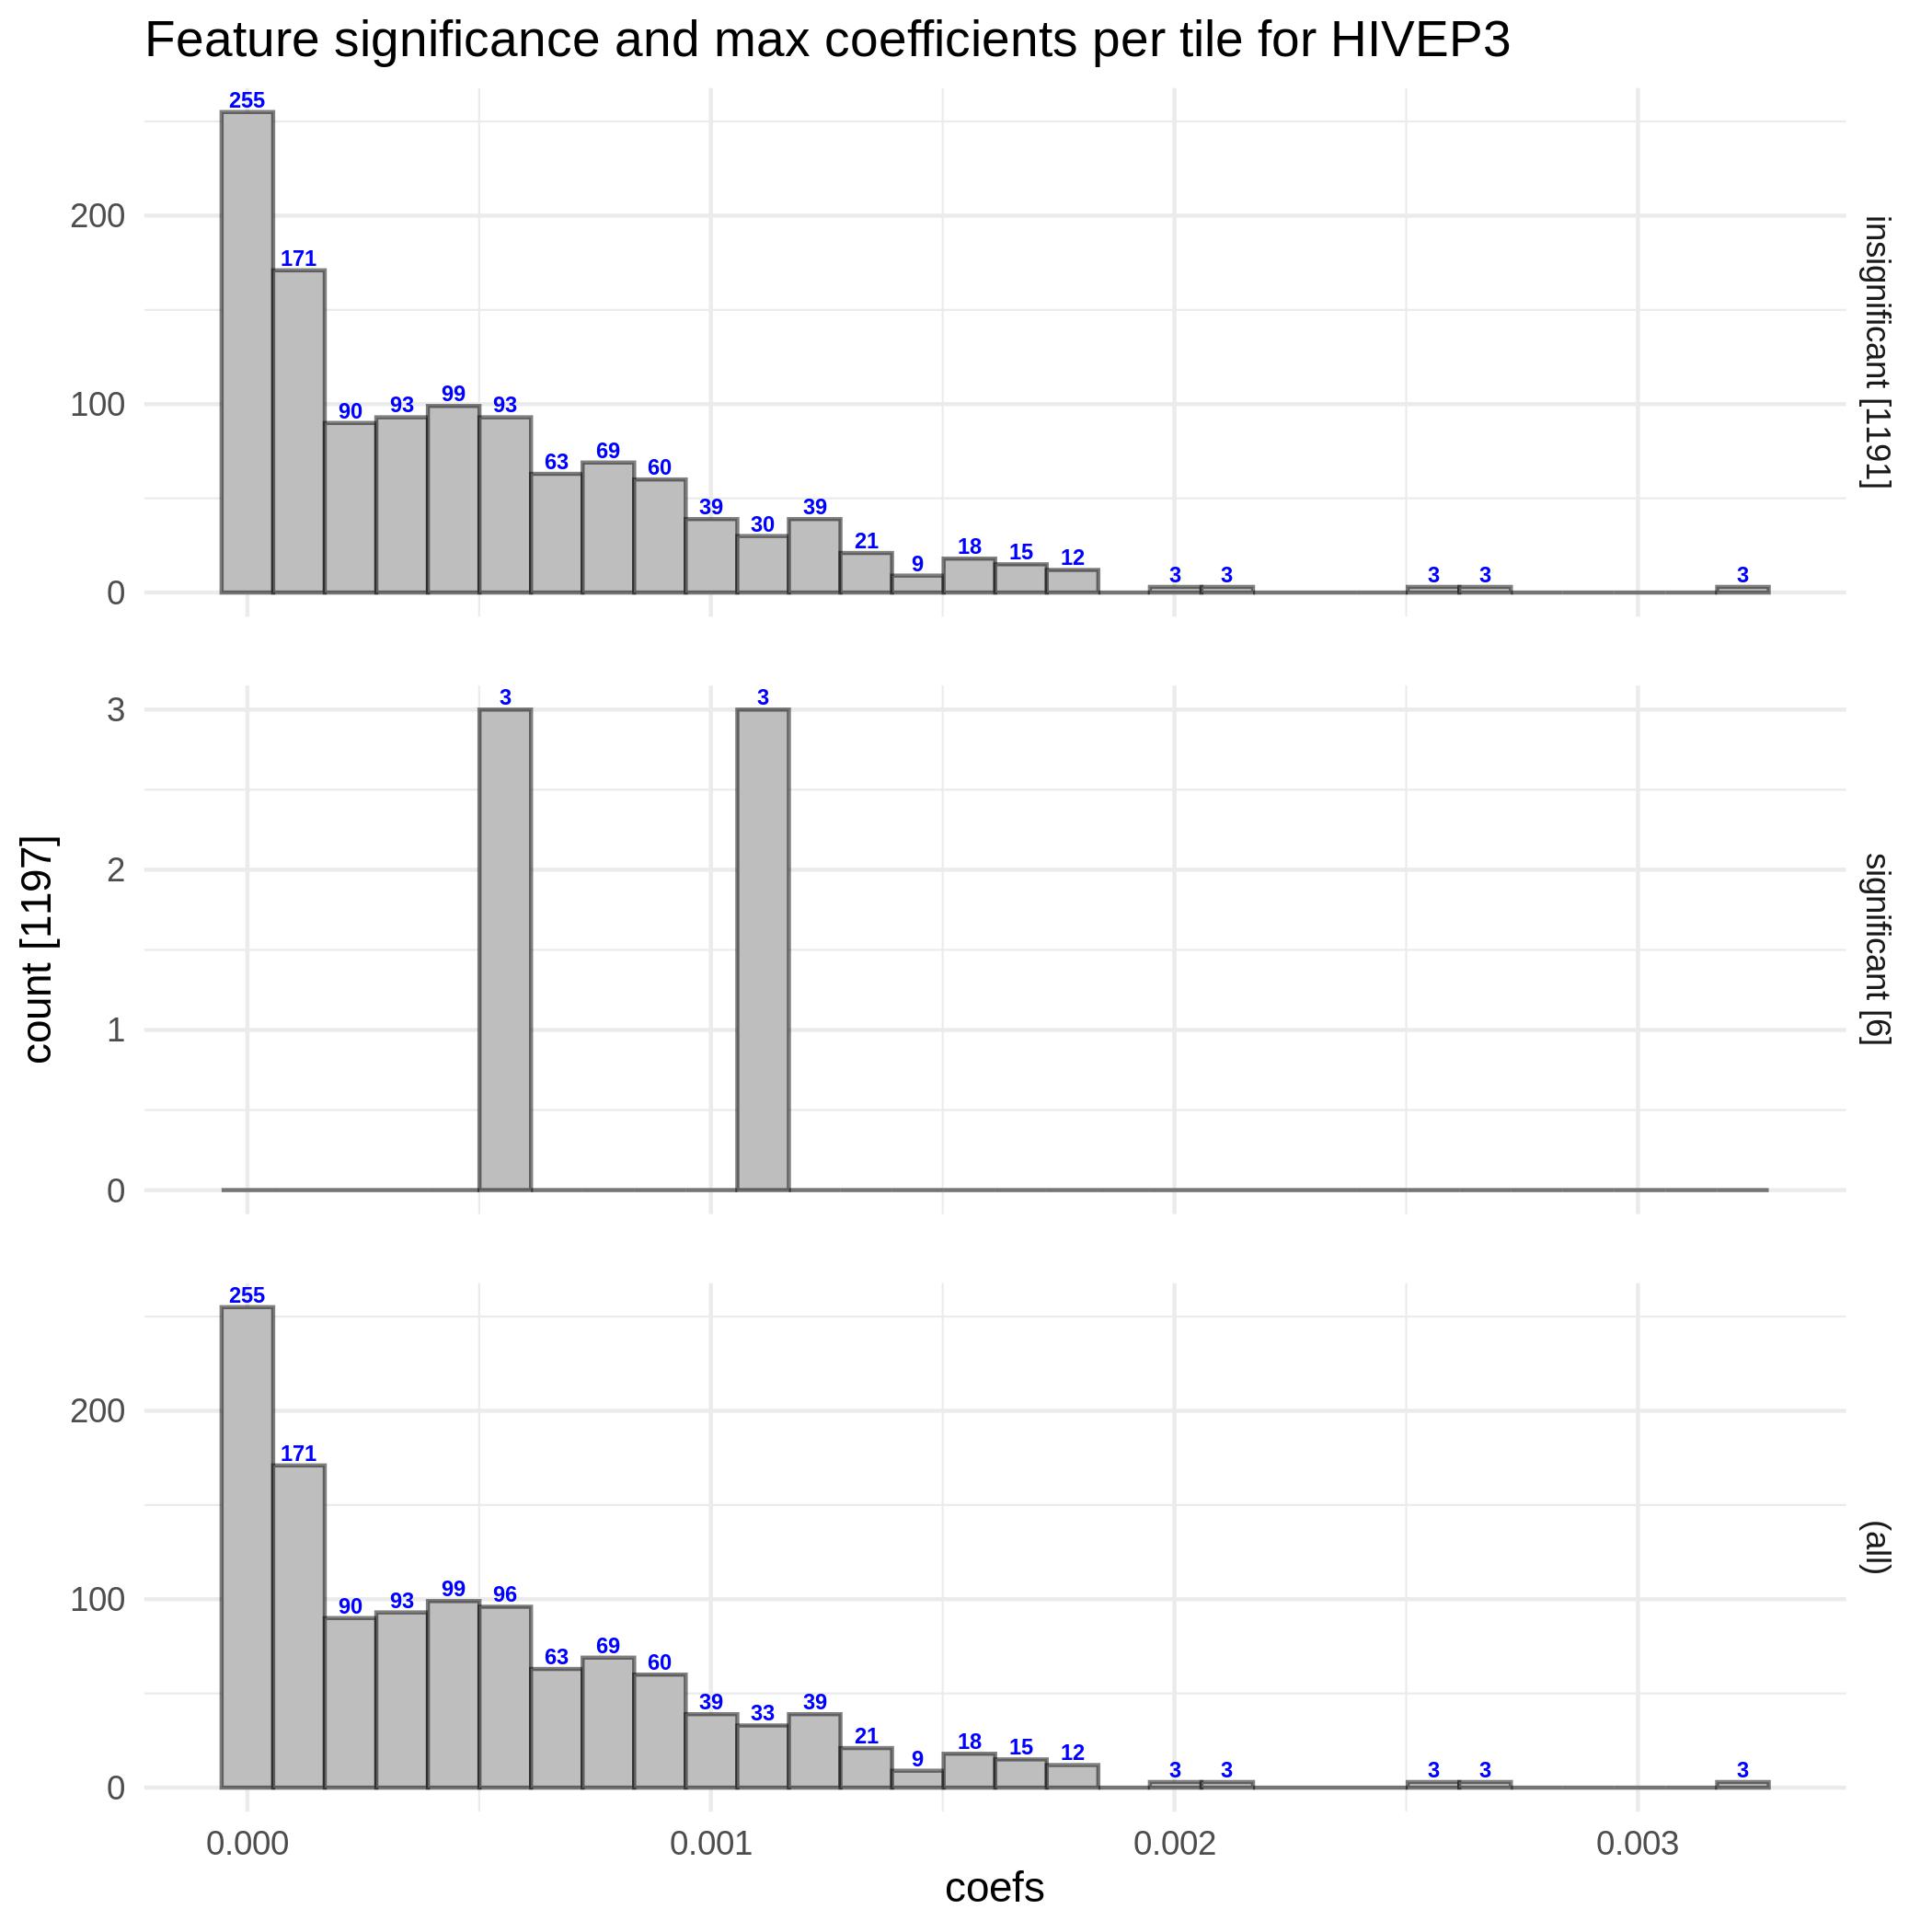 Feature significance and max coefficients per tile for HIVEP3
255
171
90 93 99 93
63 69 60
39 30 39
21 9 18 15 12
3 3 3 3 3
200
100
0
insignificant [1191]
3 3
3
2
1
0
significant [6]
count [1197]
255
171
90 93 99 96
63 69 60
39 33 39
21 9 18 15 12
3 3 3 3 3
200
100
0
(all)
0.000 0.001 0.002 0.003
coefs